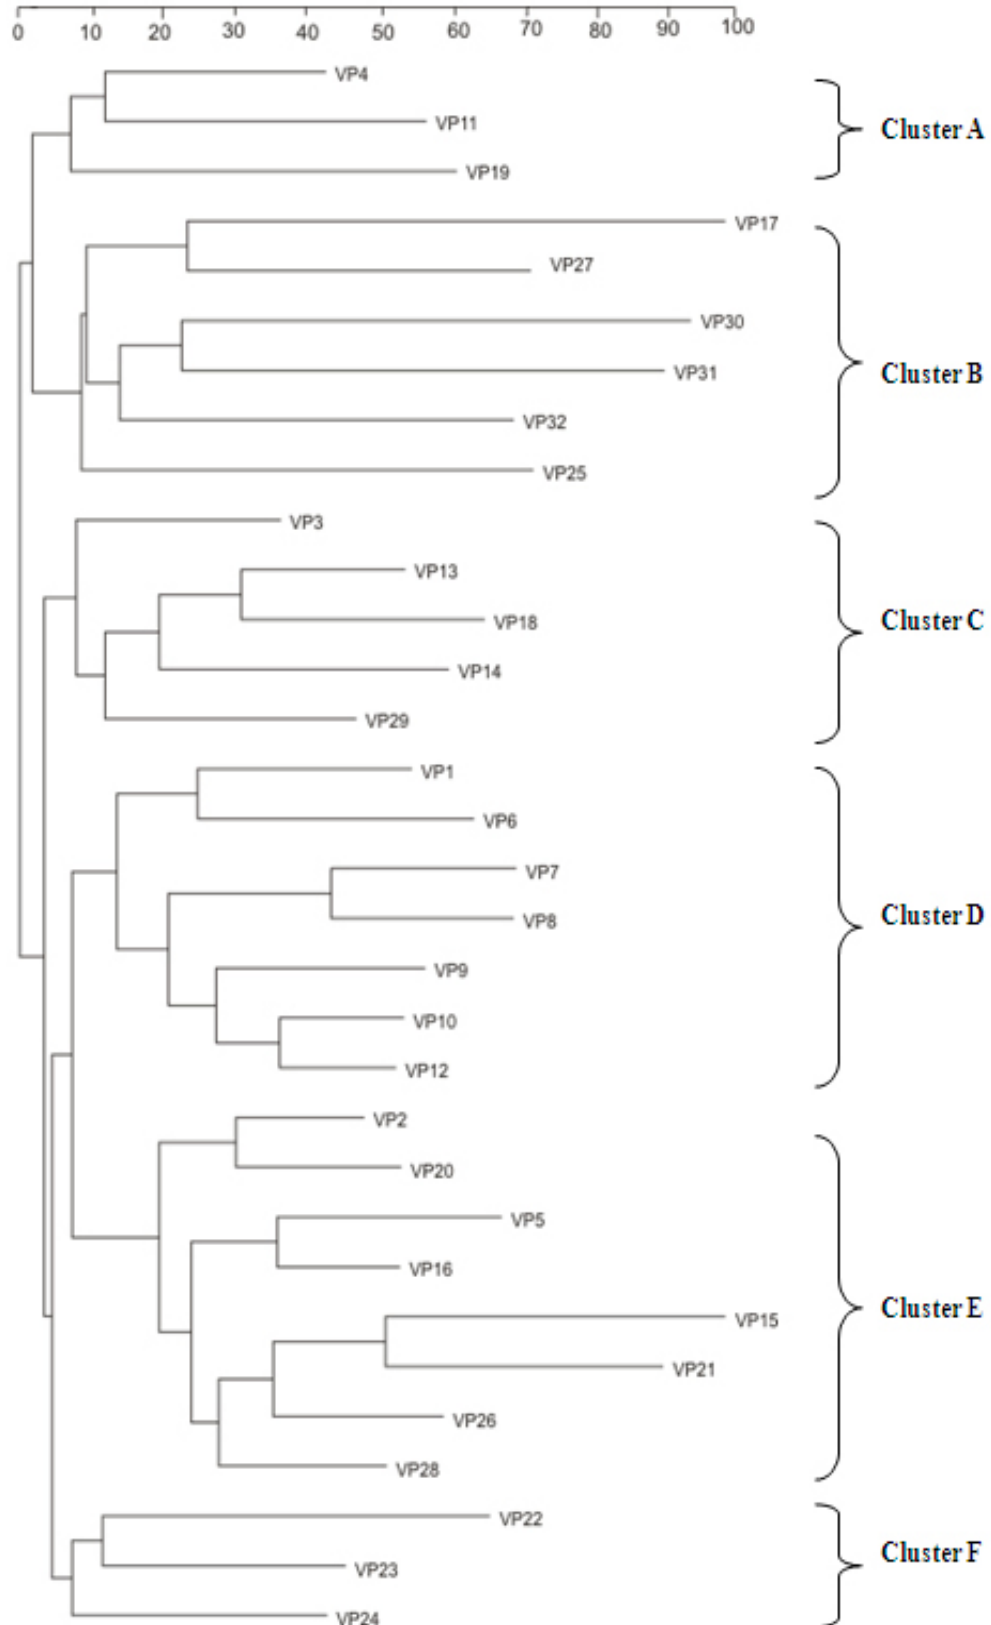 0 10 20 30 40 50 60 70 80 90 100
VP4
VP11
Cluster A
VP19
VP17
VP27
VP30
VP31
Cluster B
VP32
VP25
VP3
VP13
VP18
Cluster C
VP14
VP29
VP1
VP6
VP7
VP8
Cluster D
VP9
VP10
VP12
VP2
VP20
VP5
VP16
Cluster E
VP15
VP21
VP26
VP28
VP22
Cluster F
VP23
VP24